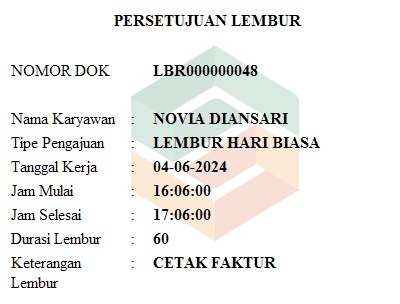 PERSETUJUAN LEMBUR
NOMOR DOK LBR000000048
Nama Karyawan : NOVIA DIANSARI
Tipe Pengajuan : LEMBUR HARI BIASA
Tanggal Kerja : 04-06-2024
Jam Mulai : 16:06:00
Jam Selesai : 17:06:00
Durasi Lembur : 60
Keterangan : CETAK FAKTUR
Lembur